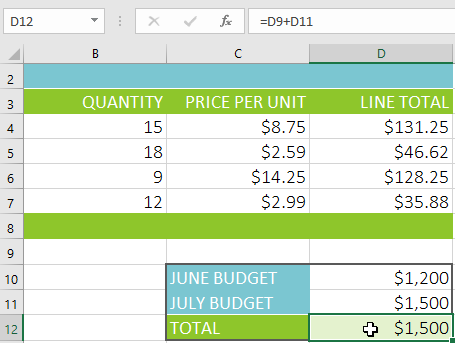 D12 fx =D9+D11
B C D
2
3 QUANTITY PRICE PER UNIT LINE TOTAL
4 15 $8.75 $131.25
5 18 $2.59 $46.62
6 9 $14.25 $128.25
7 12 $2.99 $35.88
8
9
10 JUNE BUDGET $1,200
11 JULY BUDGET $1,500
12 TOTAL $1,500